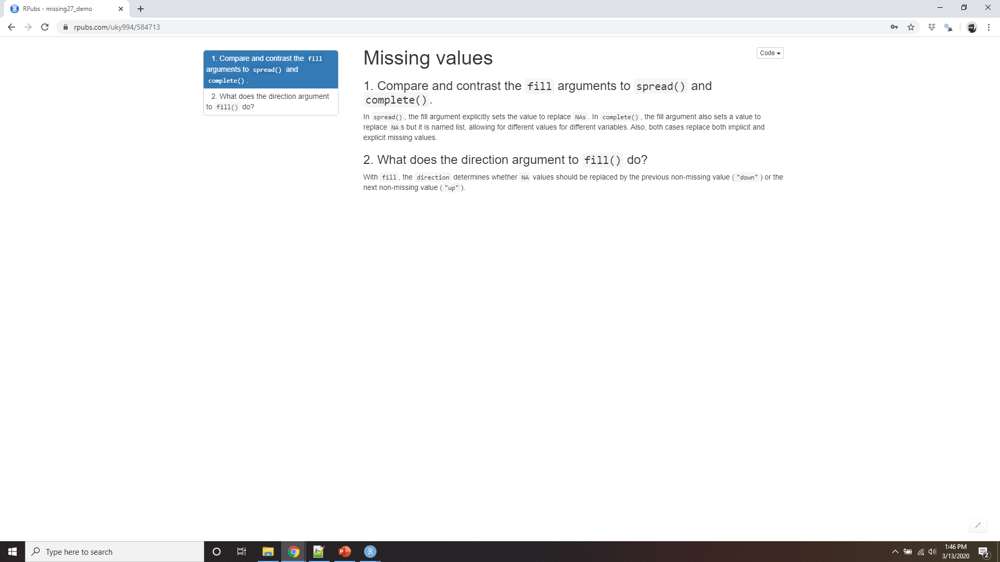 RPubs - missing27_demo
rpubs.com/uky994/584713
1. Compare and contrast the fill
arguments to spread() and
complete().
2. What does the direction argument
to fill() do?
Missing values
Code
1. Compare and contrast the fill arguments to spread() and
complete().
In spread(), the fill argument explicitly sets the value to replace NAs. In complete(), the fill argument also sets a value to
replace NA s but it is named list, allowing for different values for different variables. Also, both cases replace both implicit and
explicit missing values.
2. What does the direction argument to fill() do?
With fill, the direction determines whether NA values should be replaced by the previous non-missing value ("down") or the
next non-missing value ("up").
Type here to search
1:46 PM
3/13/2020
2